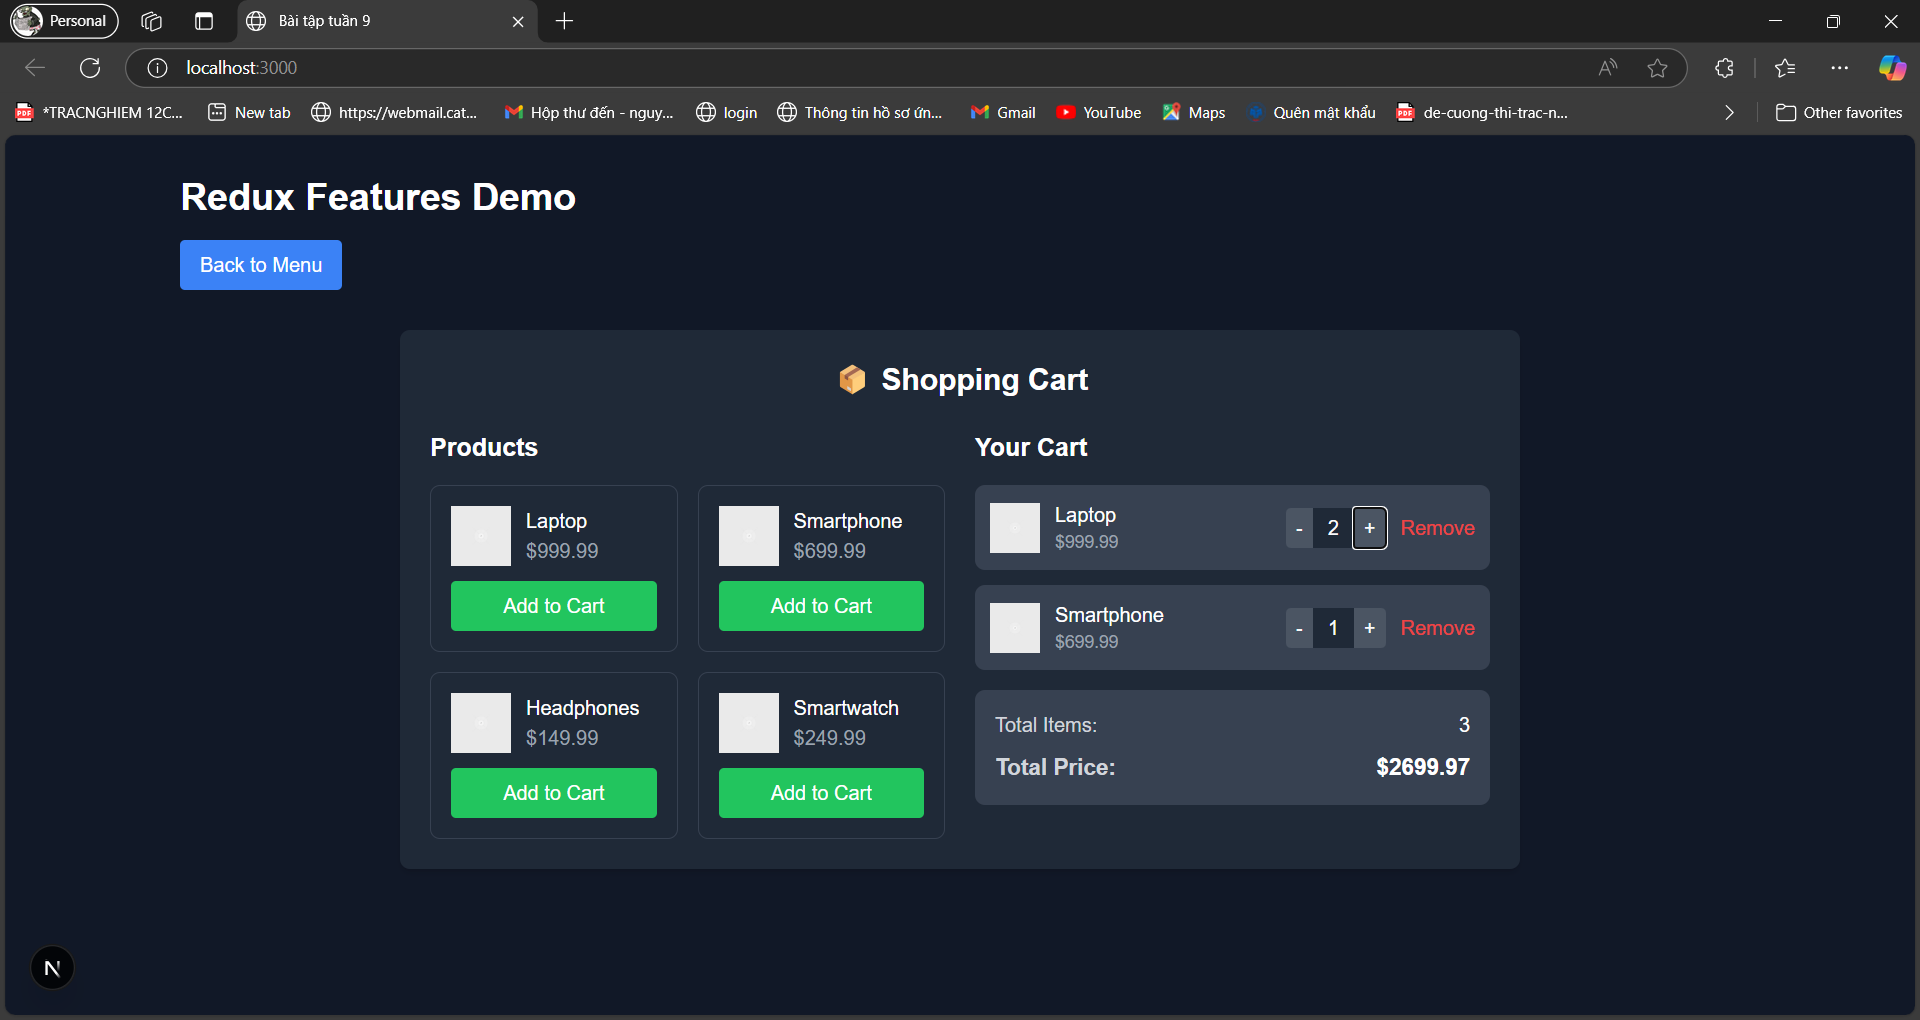 Personal
Bài tập tuần 9
localhost:3000
*TRACNGHIEM 12C...
New tab
https://webmail.cat...
Hộp thư đến - nguy...
login
Thông tin hồ sơ ứn...
Gmail
YouTube
Maps
Quên mật khẩu
de-cuong-thi-trac-n...
Other favorites
Redux Features Demo
Back to Menu
Shopping Cart
Products
Laptop
$999.99
Add to Cart
Smartphone
$699.99
Add to Cart
Headphones
$149.99
Add to Cart
Smartwatch
$249.99
Add to Cart
Your Cart
Laptop
$999.99
- 2 + Remove
Smartphone
$699.99
- 1 + Remove
Total Items: 3
Total Price: $2699.97
N